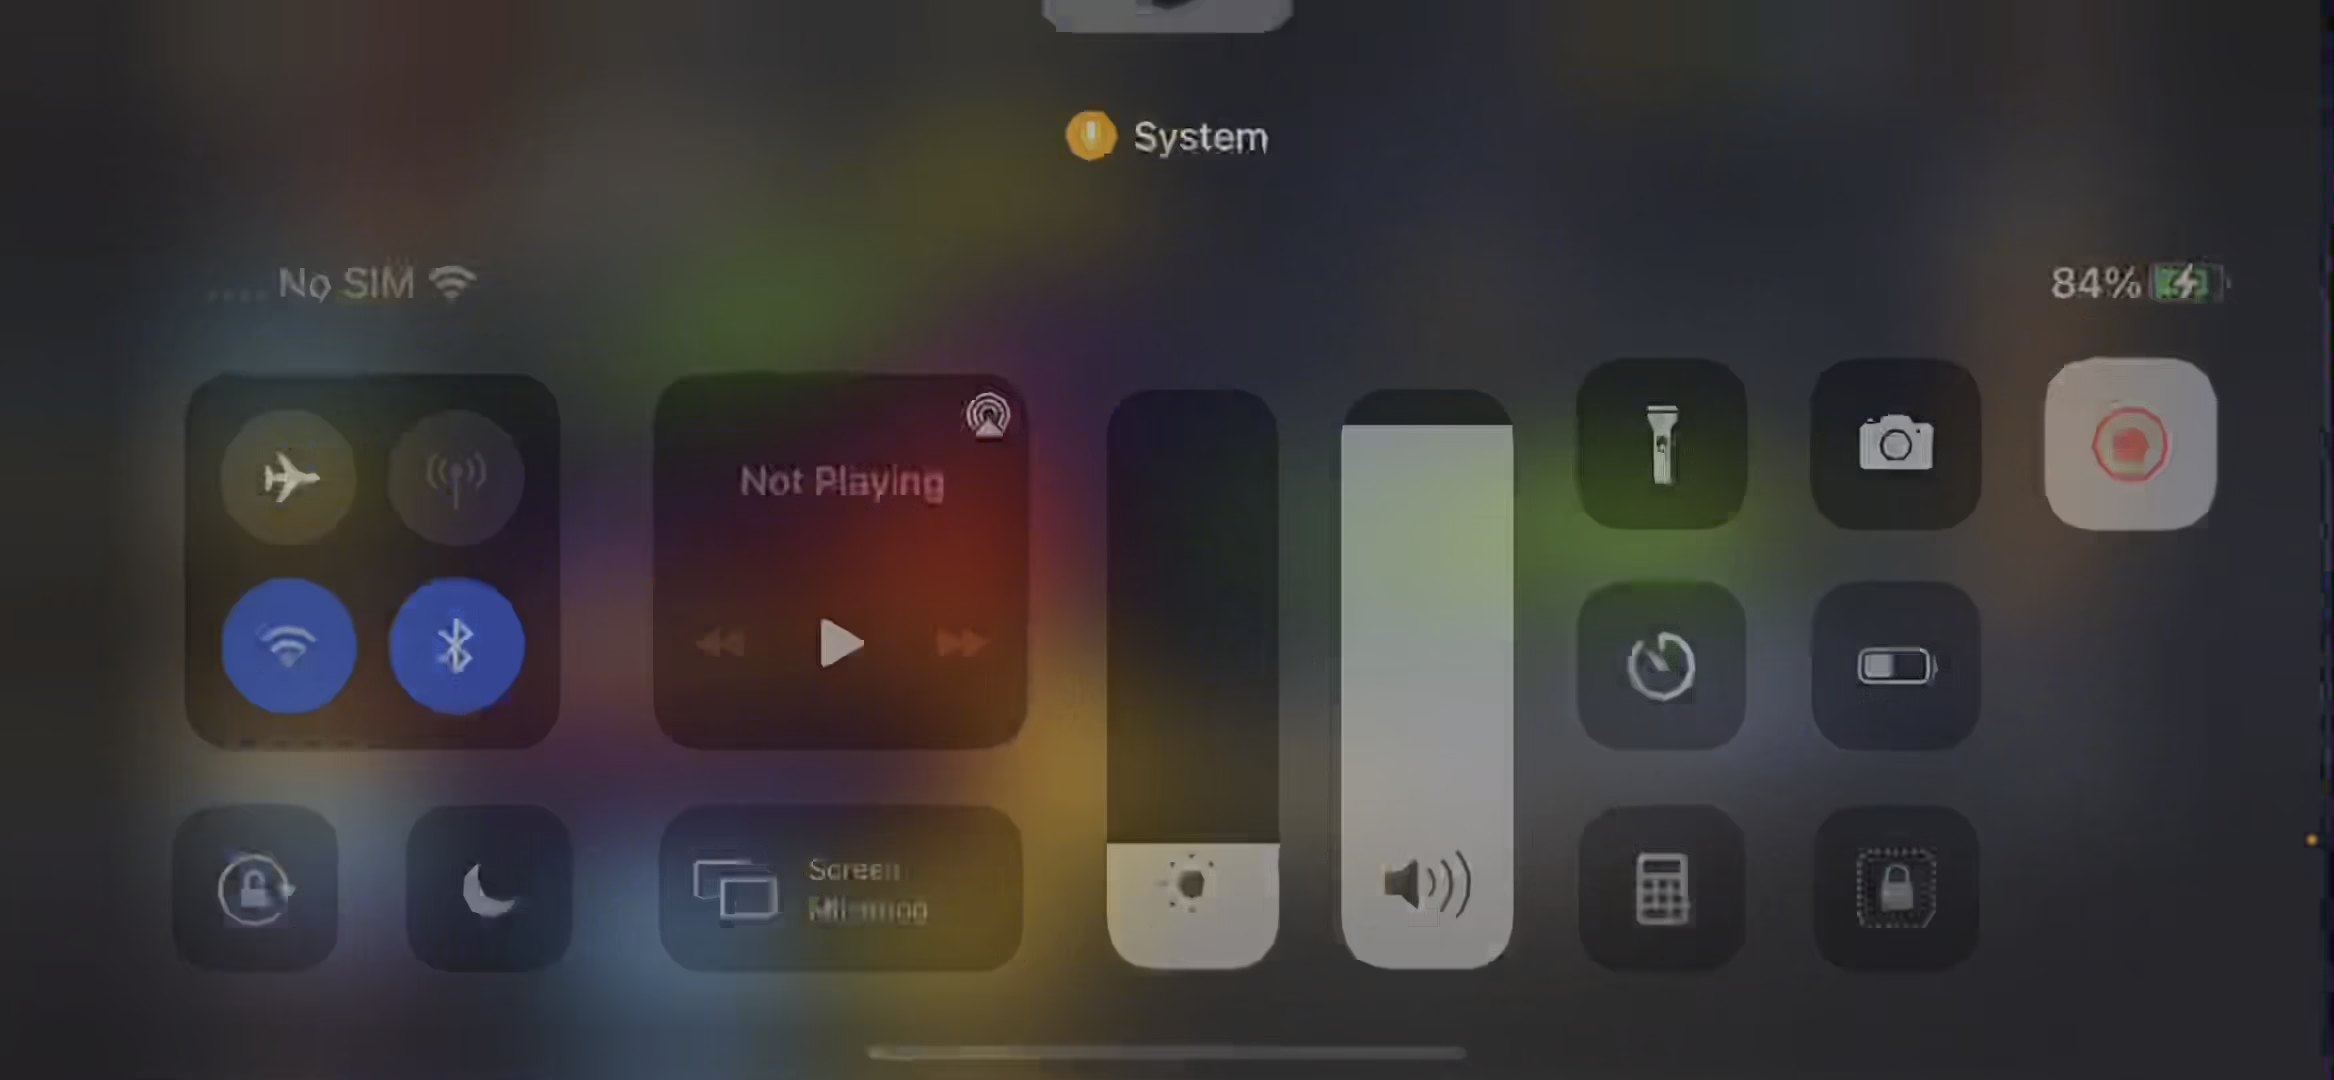 System
No SIM
84%
Not Playing
Screen